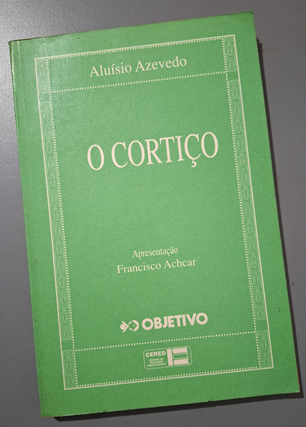 Aluísio Azevedo
O CORTIÇO
Apresentação
Francisco Achcar
OBJETIVO
CERED